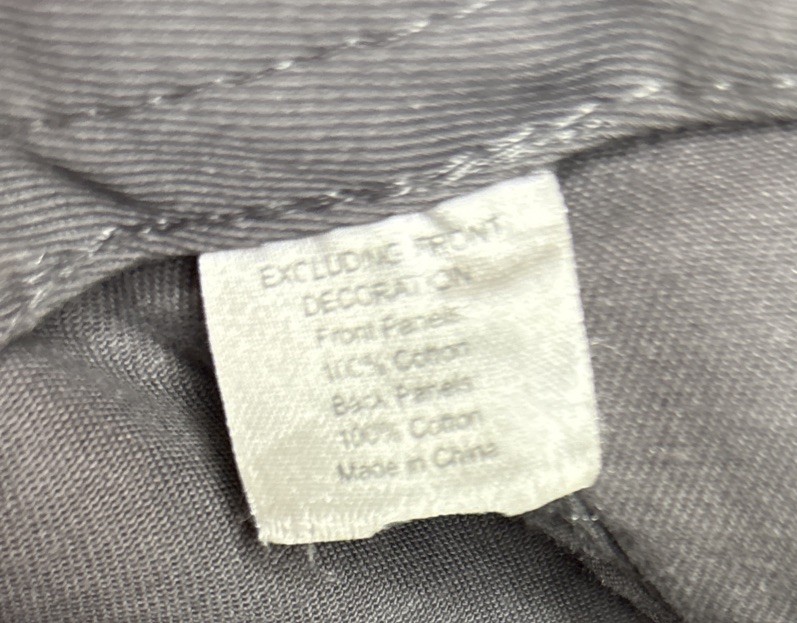 EXCLUDING FRONT
DECORATION
Front Panels
100% Cotton
Back Panels
100% Cotton
Made in China